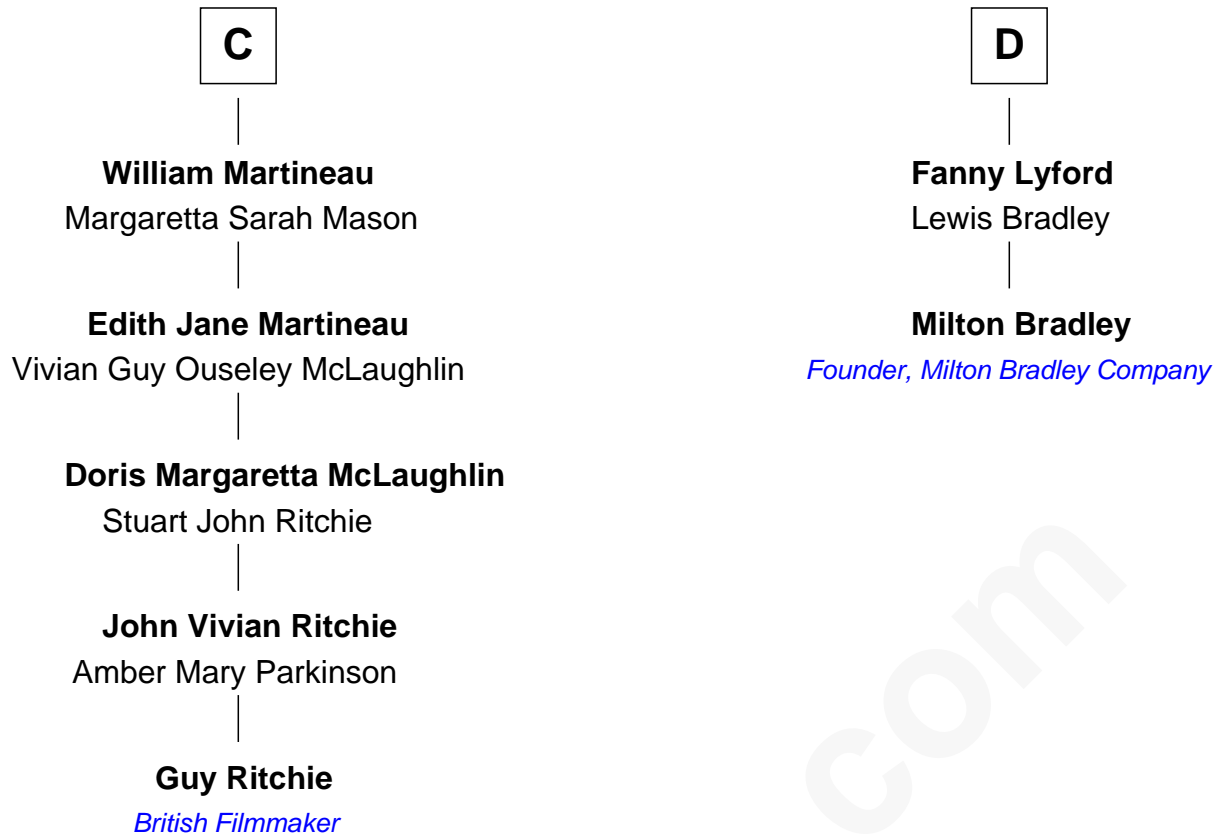 C
William Martineau
Margaretta Sarah Mason
Edith Jane Martineau
Vivian Guy Ouseley McLaughlin
Doris Margaretta McLaughlin
Stuart John Ritchie
John Vivian Ritchie
Amber Mary Parkinson
Guy Ritchie
British Filmmaker
D
Fanny Lyford
Lewis Bradley
Milton Bradley
Founder, Milton Bradley Company
com